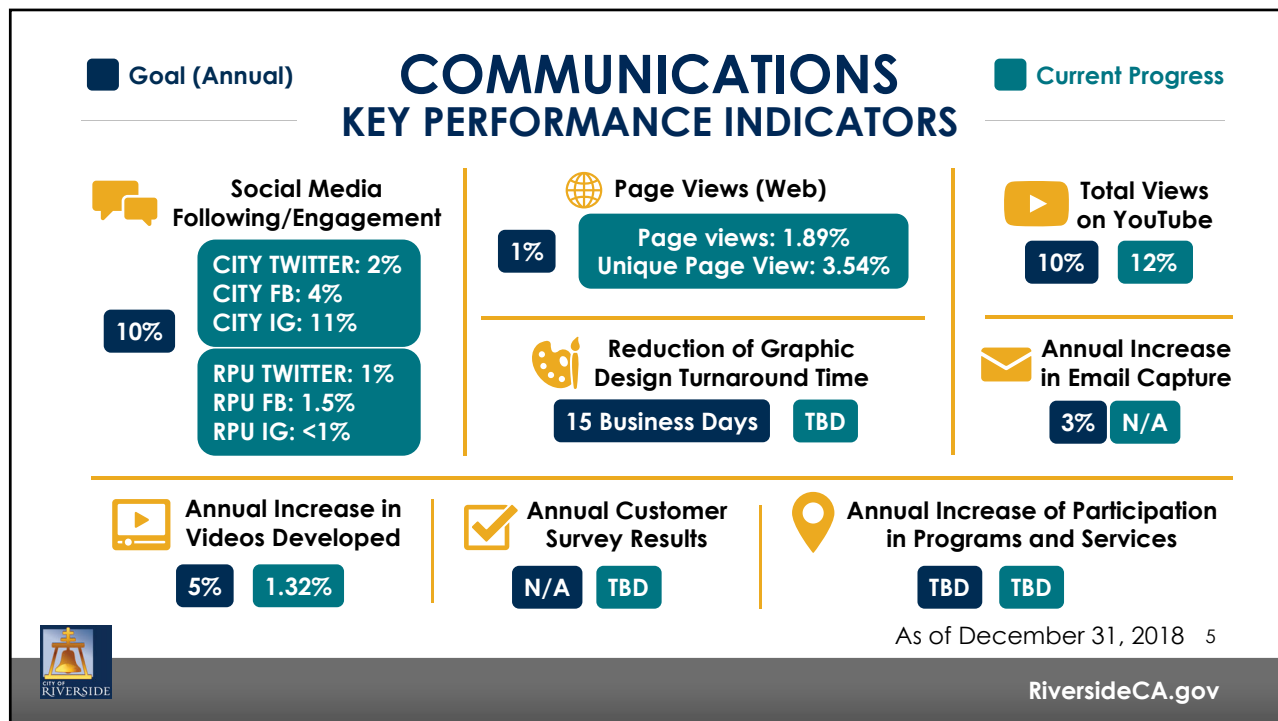 Goal (Annual)
COMMUNICATIONS
KEY PERFORMANCE INDICATORS
Current Progress
Social Media
Following/Engagement
10%
CITY TWITTER: 2%
CITY FB: 4%
CITY IG: 11%
RPU TWITTER: 1%
RPU FB: 1.5%
RPU IG: <1%
Page Views (Web)
1%
Page views: 1.89%
Unique Page View: 3.54%
Reduction of Graphic
Design Turnaround Time
15 Business Days
TBD
Total Views
on YouTube
10%
12%
Annual Increase
in Email Capture
3%
N/A
Annual Increase in
Videos Developed
5%
1.32%
Annual Customer
Survey Results
N/A
TBD
Annual Increase of Participation
in Programs and Services
TBD
TBD
As of December 31, 2018
5
CITY OF
RIVERSIDE
RiversideCA.gov